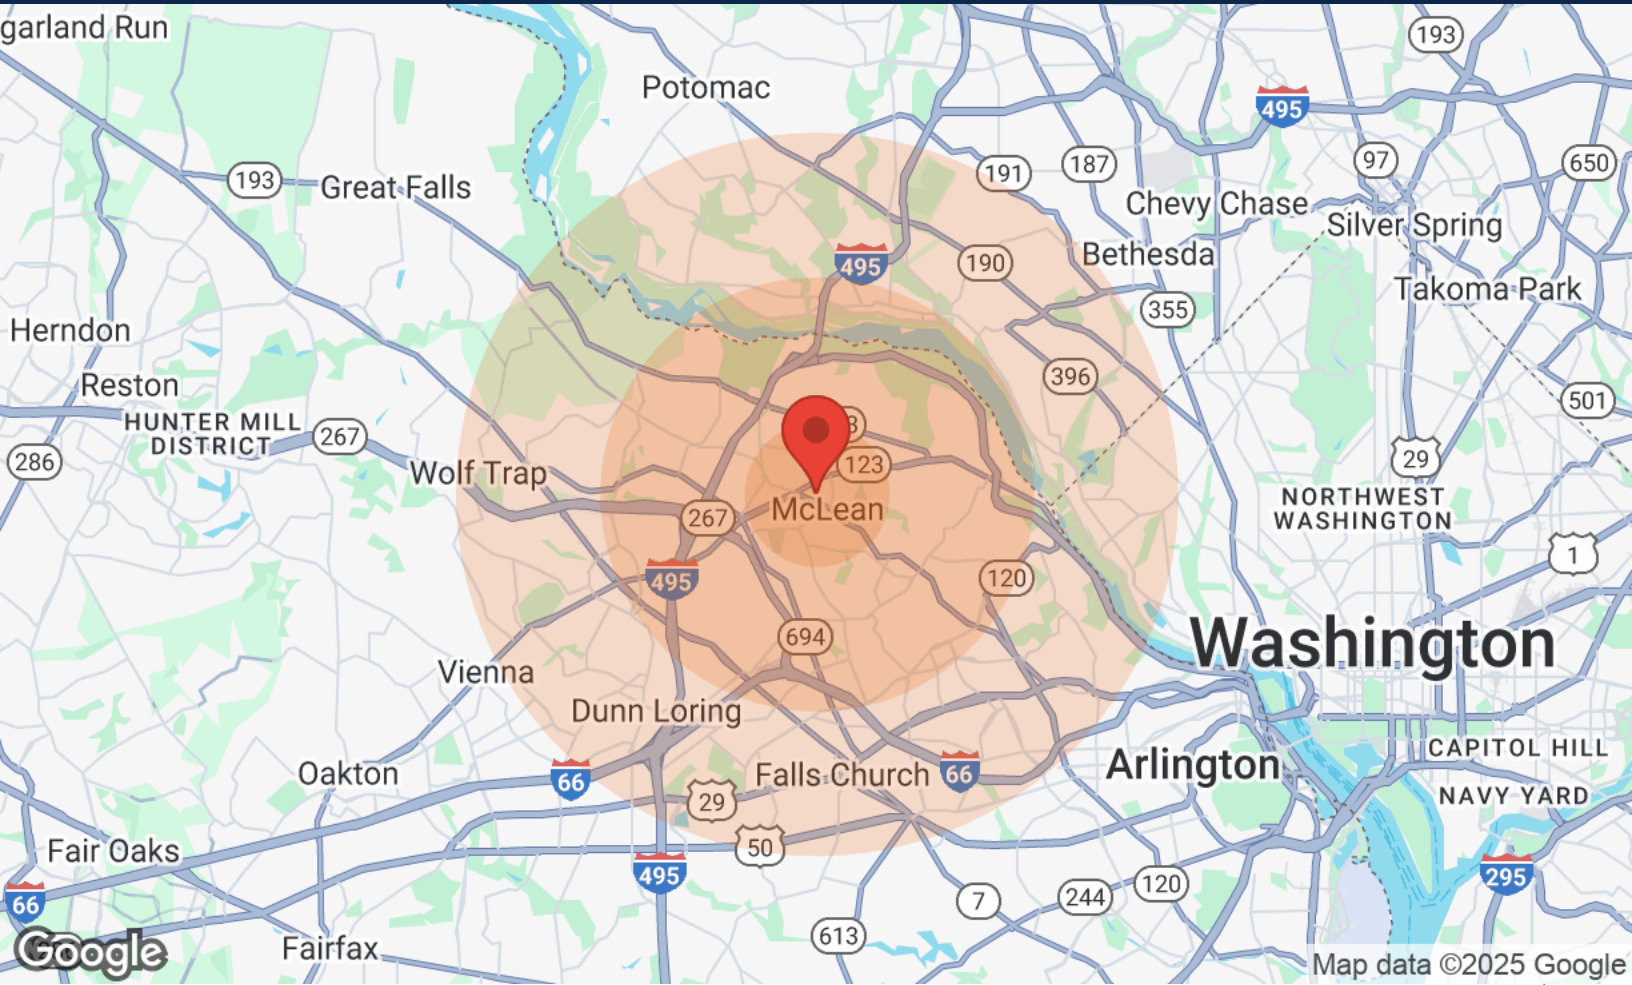 garland Run
193
Potomac
495
97
650
187
191
193
Great Falls
Chevy Chase
Silver Spring
Bethesda
495
190
Takoma Park
355
Herndon
396
Reston
501
HUNTER MILL
DISTRICT
267
286
29
123
Wolf Trap
NORTHWEST
WASHINGTON
McLean
267
1
495
120
694
Washington
Vienna
Dunn Loring
CAPITOL HILL
Arlington
Oakton
66
Falls Church
66
NAVY YARD
29
Fair Oaks
50
495
295
66
120
7
244
613
Fairfax
Google
Map data ©2025 Google